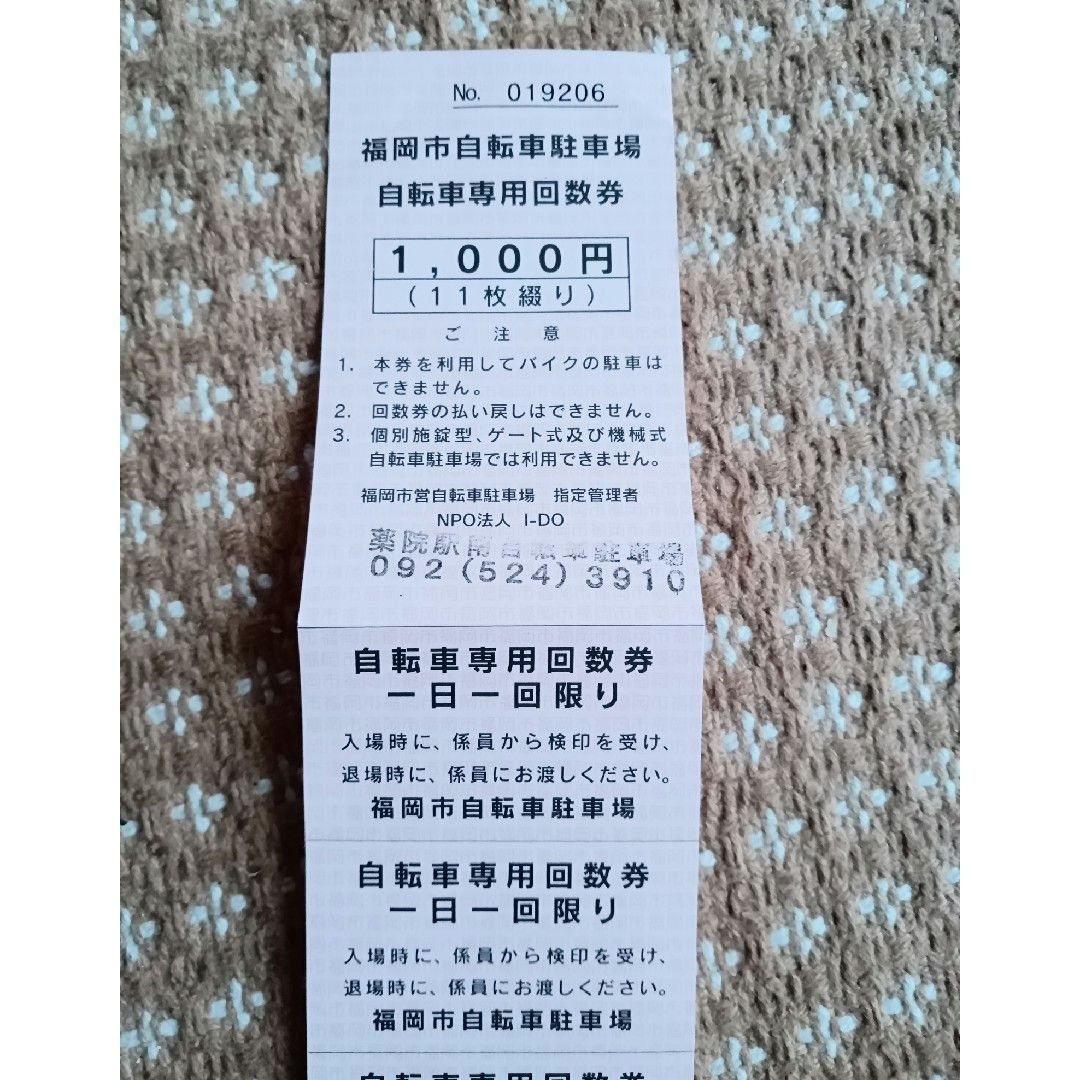 No. 019206
福岡市自転車駐車場
自転車専用回数券
1,000円
(11枚綴り)
ご 注 意
1. 本券を利用してバイクの駐車は
できません。
2. 回数券の払い戻しはできません。
3. 個別施錠型、ゲート式及び機械式
自転車駐車場では利用できません。
福岡市営自転車駐車場 指定管理者
NPO法人 I-DO
薬院駅南自転車駐車場
092(524)3910
自転車専用回数券
一日一回限り
入場時に、係員から検印を受け、
退場時に、係員にお渡しください。
福岡市自転車駐車場
自転車専用回数券
一日一回限り
入場時に、係員から検印を受け、
退場時に、係員にお渡しください。
福岡市自転車駐車場
自転車専用回数券